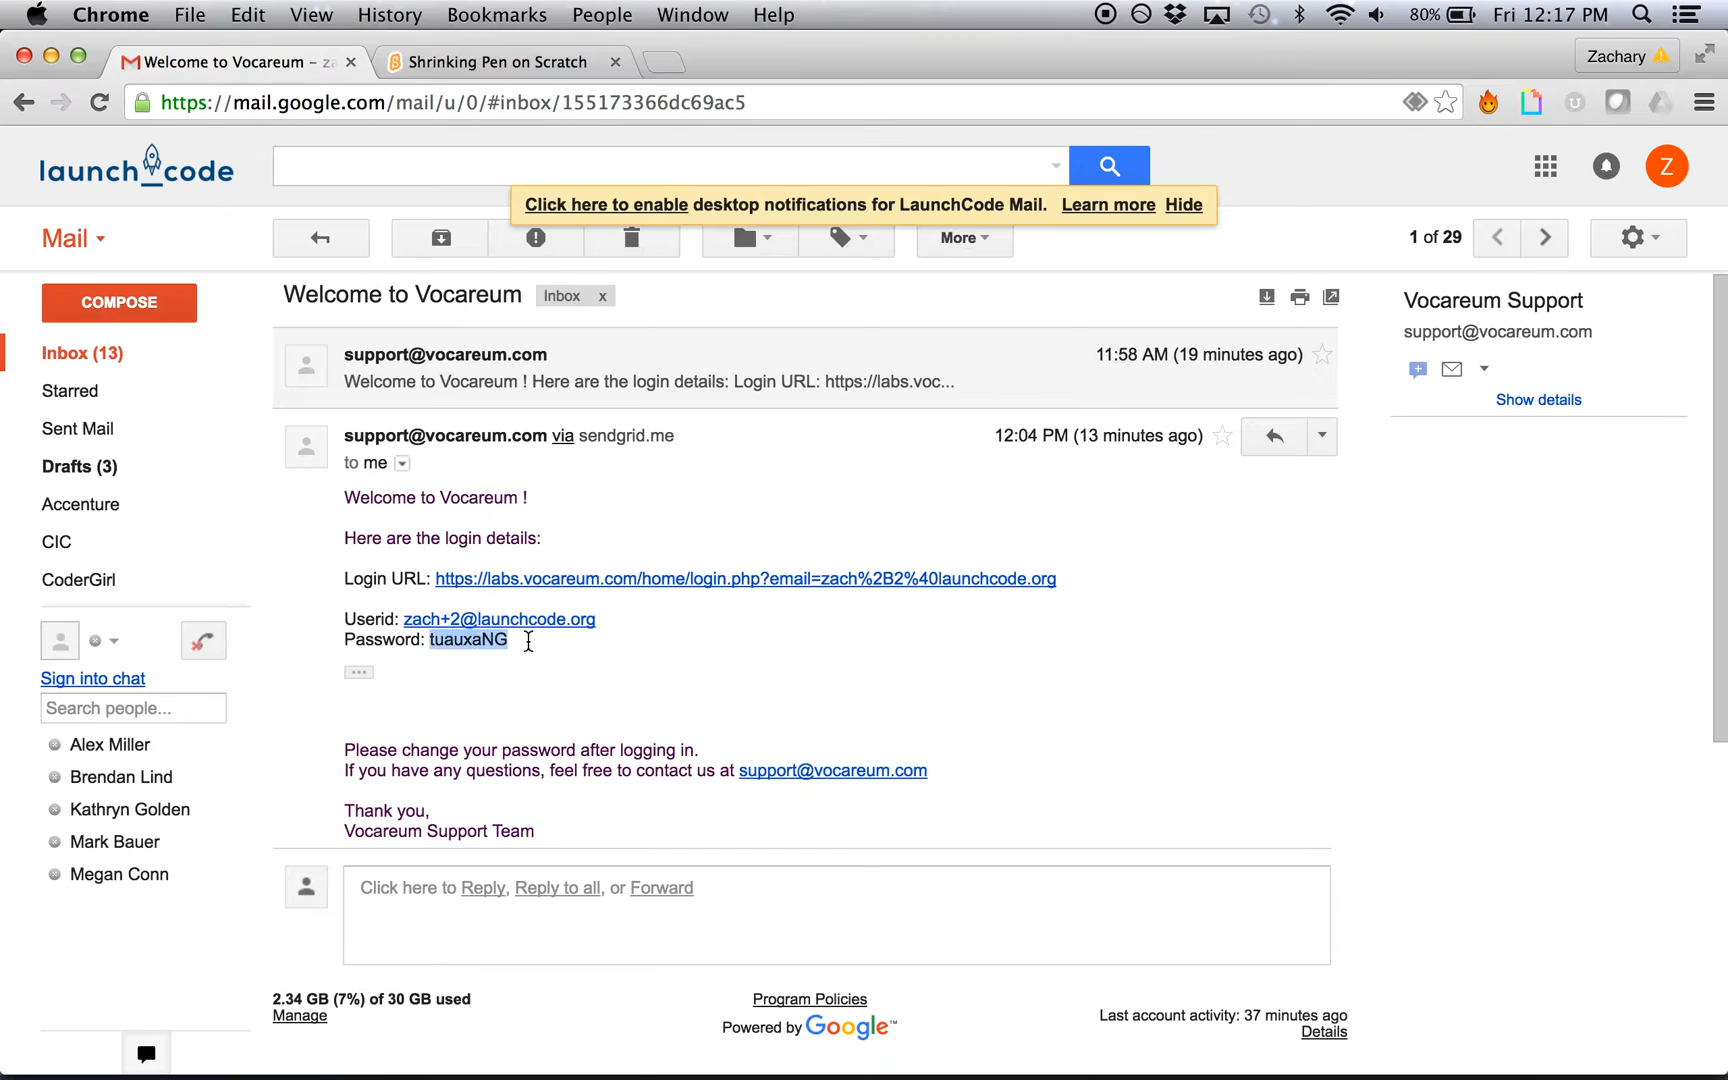 Chrome File Edit View History Bookmarks People Window Help 80% Fri 12:17 PM
Welcome to Vocareum – za Shrinking Pen on Scratch Zachary
https://mail.google.com/mail/u/0/#inbox/155173366dc69ac5
launch_code Z
Click here to enable desktop notifications for LaunchCode Mail. Learn more Hide
Mail More 1 of 29
COMPOSE
Inbox (13)
Starred
Sent Mail
Drafts (3)
Accenture
CIC
CoderGirl
Sign into chat
Search people...
Alex Miller
Brendan Lind
Kathryn Golden
Mark Bauer
Megan Conn
Welcome to Vocareum Inbox x
support@vocareum.com 11:58 AM (19 minutes ago)
Welcome to Vocareum ! Here are the login details: Login URL: https://labs.voc...
support@vocareum.com via sendgrid.me 12:04 PM (13 minutes ago)
to me
Welcome to Vocareum !
Here are the login details:
Login URL: https://labs.vocareum.com/home/login.php?email=zach%2B2%40launchcode.org
Userid: zach+2@launchcode.org
Password: tuauxaNG
Please change your password after logging in.
If you have any questions, feel free to contact us at support@vocareum.com
Thank you,
Vocareum Support Team
Click here to Reply, Reply to all, or Forward
2.34 GB (7%) of 30 GB used
Manage
Program Policies
Powered by Google™
Last account activity: 37 minutes ago
Details
Vocareum Support
support@vocareum.com
Show details